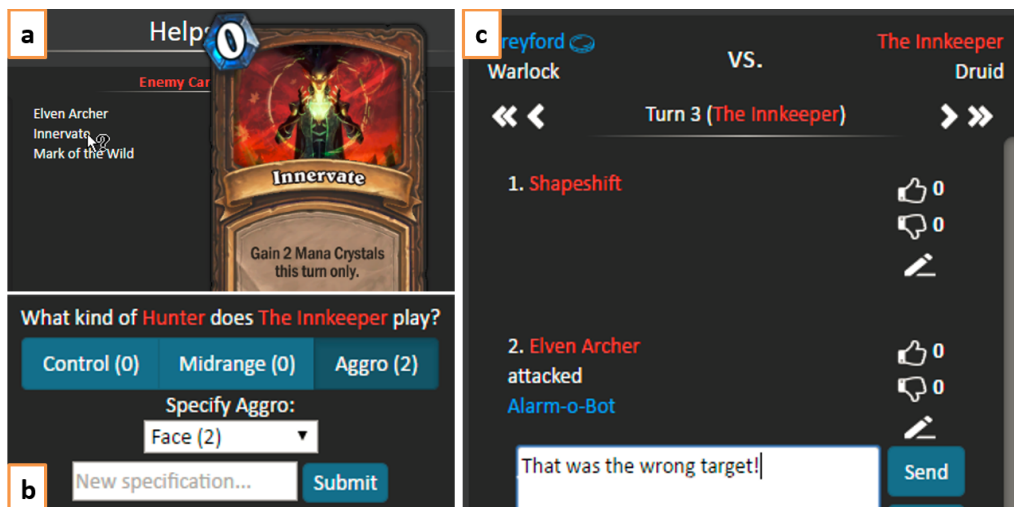 a
Help
0
Enemy Car
Elven Archer
Innervate
Mark of the Wild
Innervate
Gain 2 Mana Crystals
this turn only.
What kind of Hunter does The Innkeeper play?
Control (0) Midrange (0) Aggro (2)
Specify Aggro:
Face (2)
New specification... Submit
b
c
reyford The Innkeeper
Warlock VS. Druid
Turn 3 (The Innkeeper)
1. Shapeshift 0
0
2. Elven Archer 0
attacked 0
Alarm-o-Bot
That was the wrong target! Send